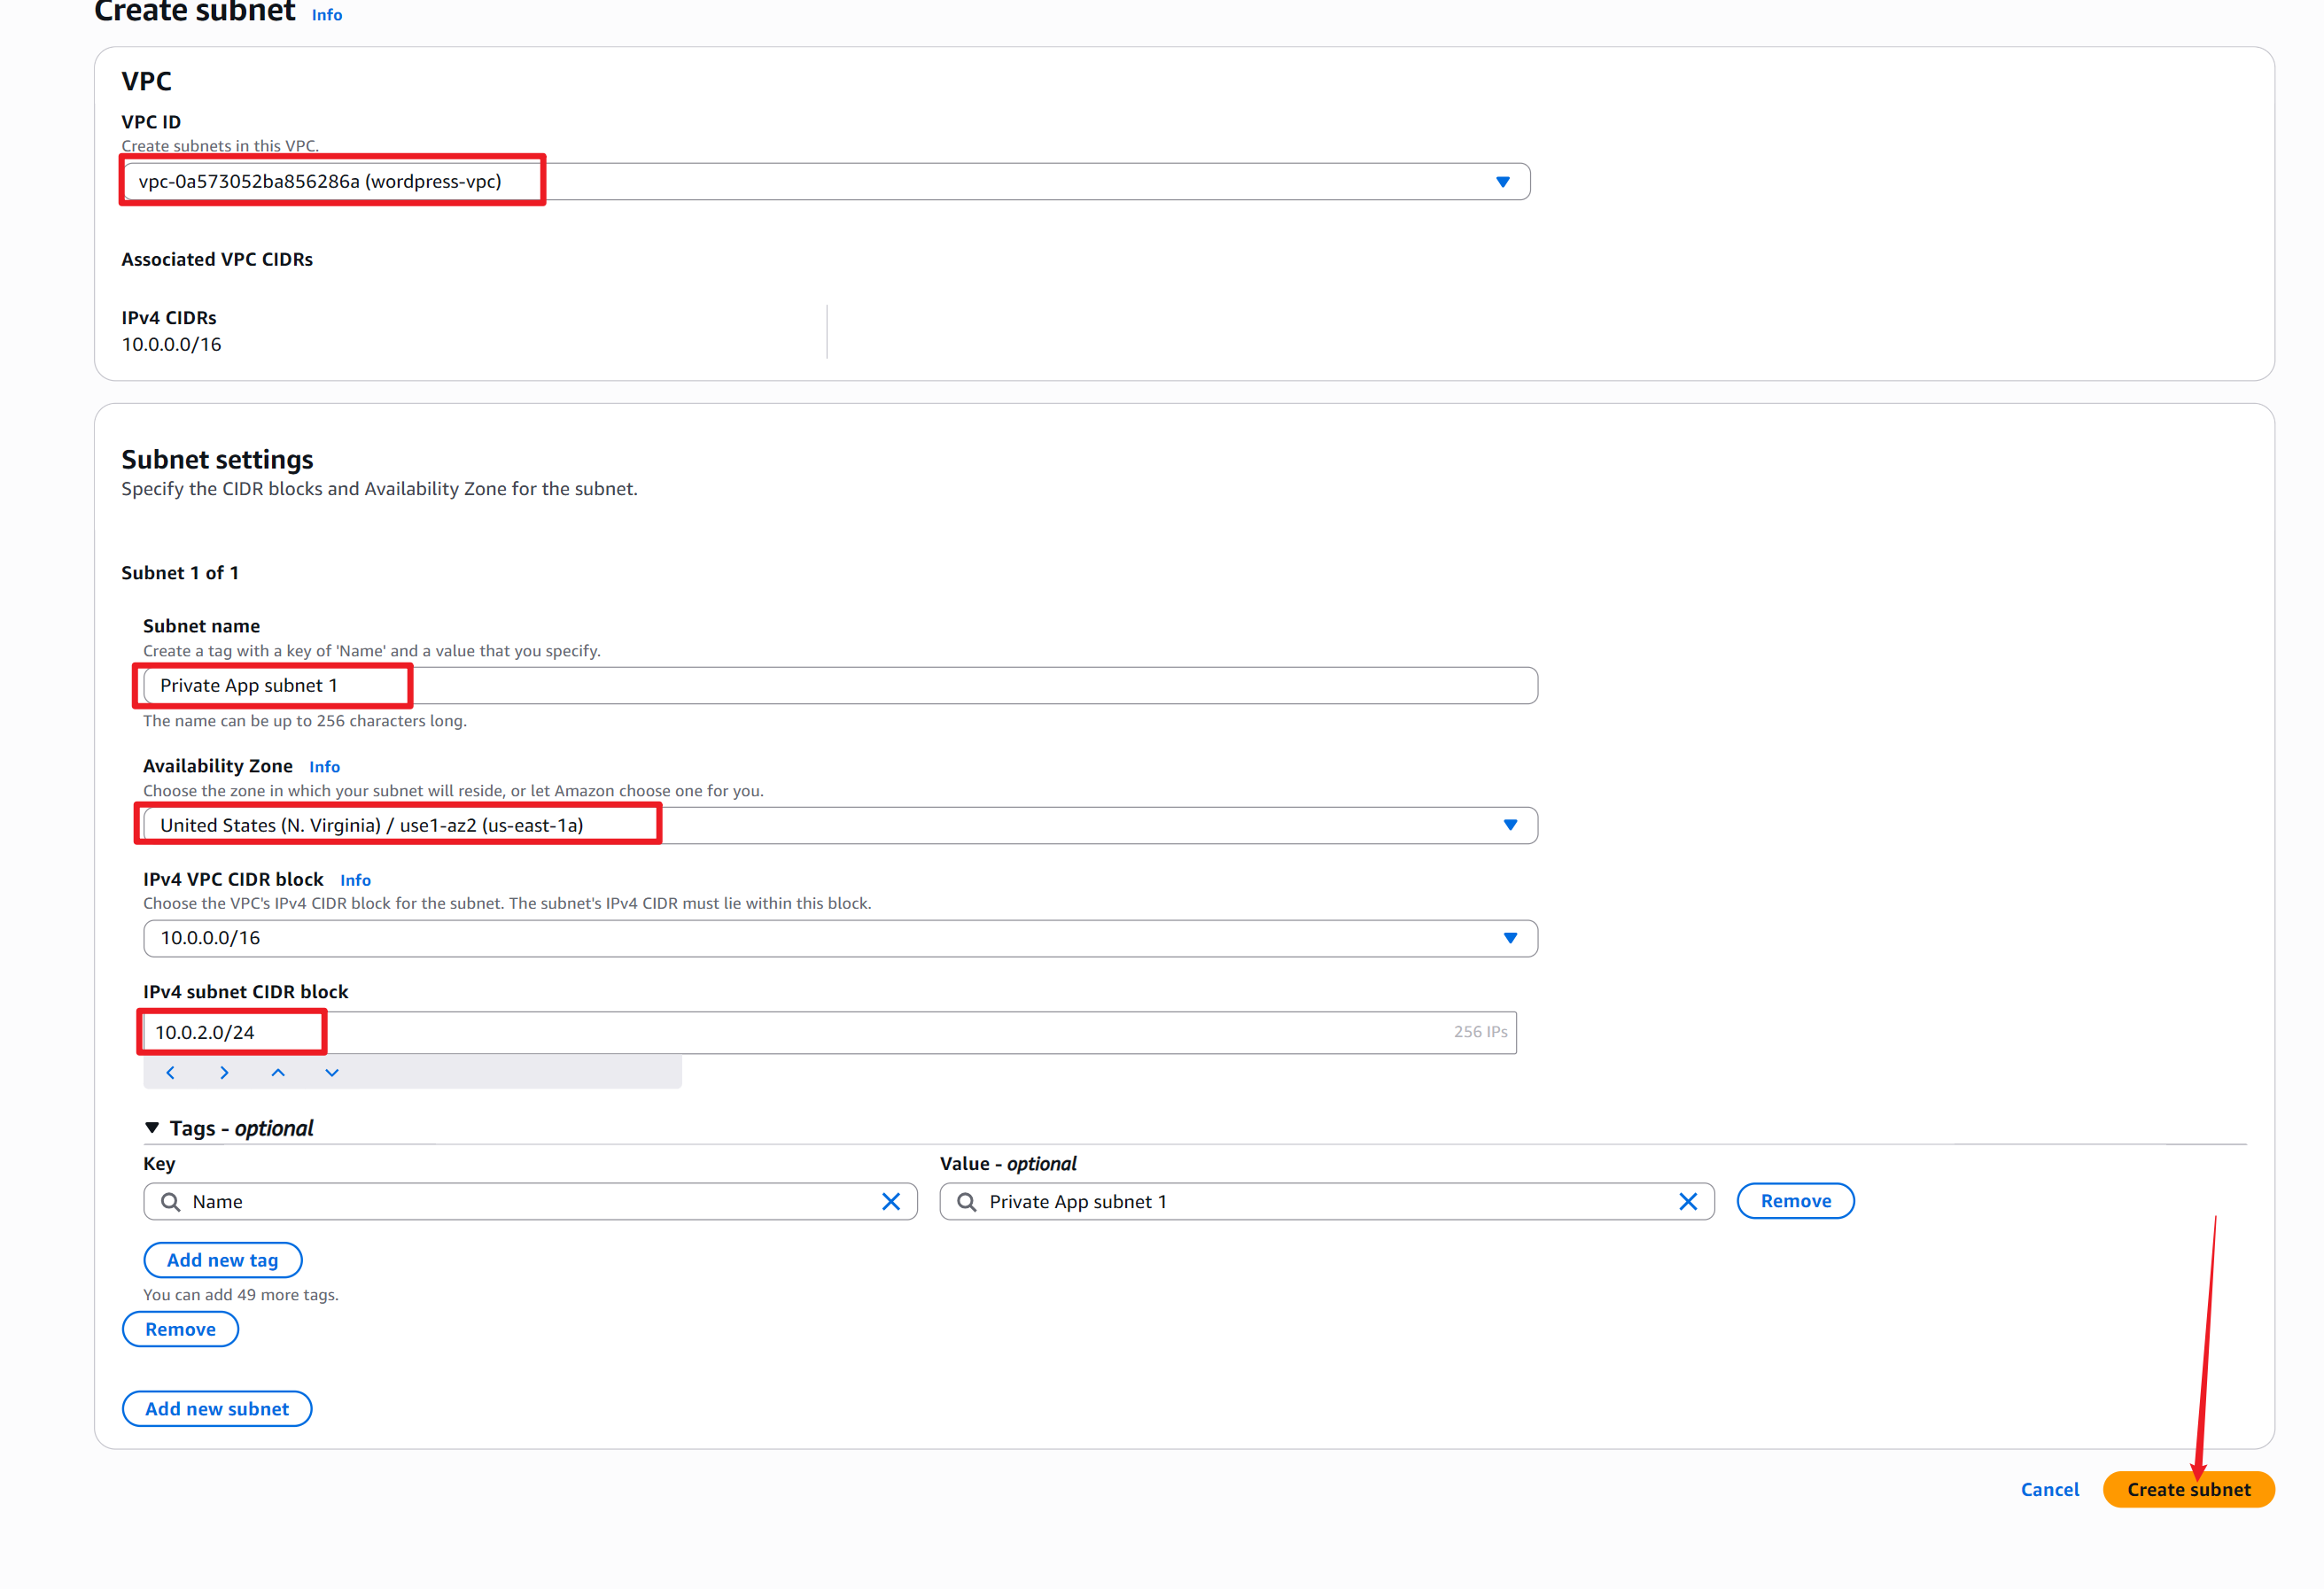 Create subnet Info
VPC
VPC ID
Create subnets in this VPC.
vpc-0a573052ba856286a (wordpress-vpc)
Associated VPC CIDRs
IPv4 CIDRs
10.0.0.0/16
Subnet settings
Specify the CIDR blocks and Availability Zone for the subnet.
Subnet 1 of 1
Subnet name
Create a tag with a key of 'Name' and a value that you specify.
Private App subnet 1
The name can be up to 256 characters long.
Availability Zone Info
Choose the zone in which your subnet will reside, or let Amazon choose one for you.
United States (N. Virginia) / use1-az2 (us-east-1a)
IPv4 VPC CIDR block Info
Choose the VPC's IPv4 CIDR block for the subnet. The subnet's IPv4 CIDR must lie within this block.
10.0.0.0/16
IPv4 subnet CIDR block
10.0.2.0/24 256 IPs
Tags - optional
Key Value - optional
Name Private App subnet 1 Remove
Add new tag
You can add 49 more tags.
Remove
Add new subnet
Cancel Create subnet